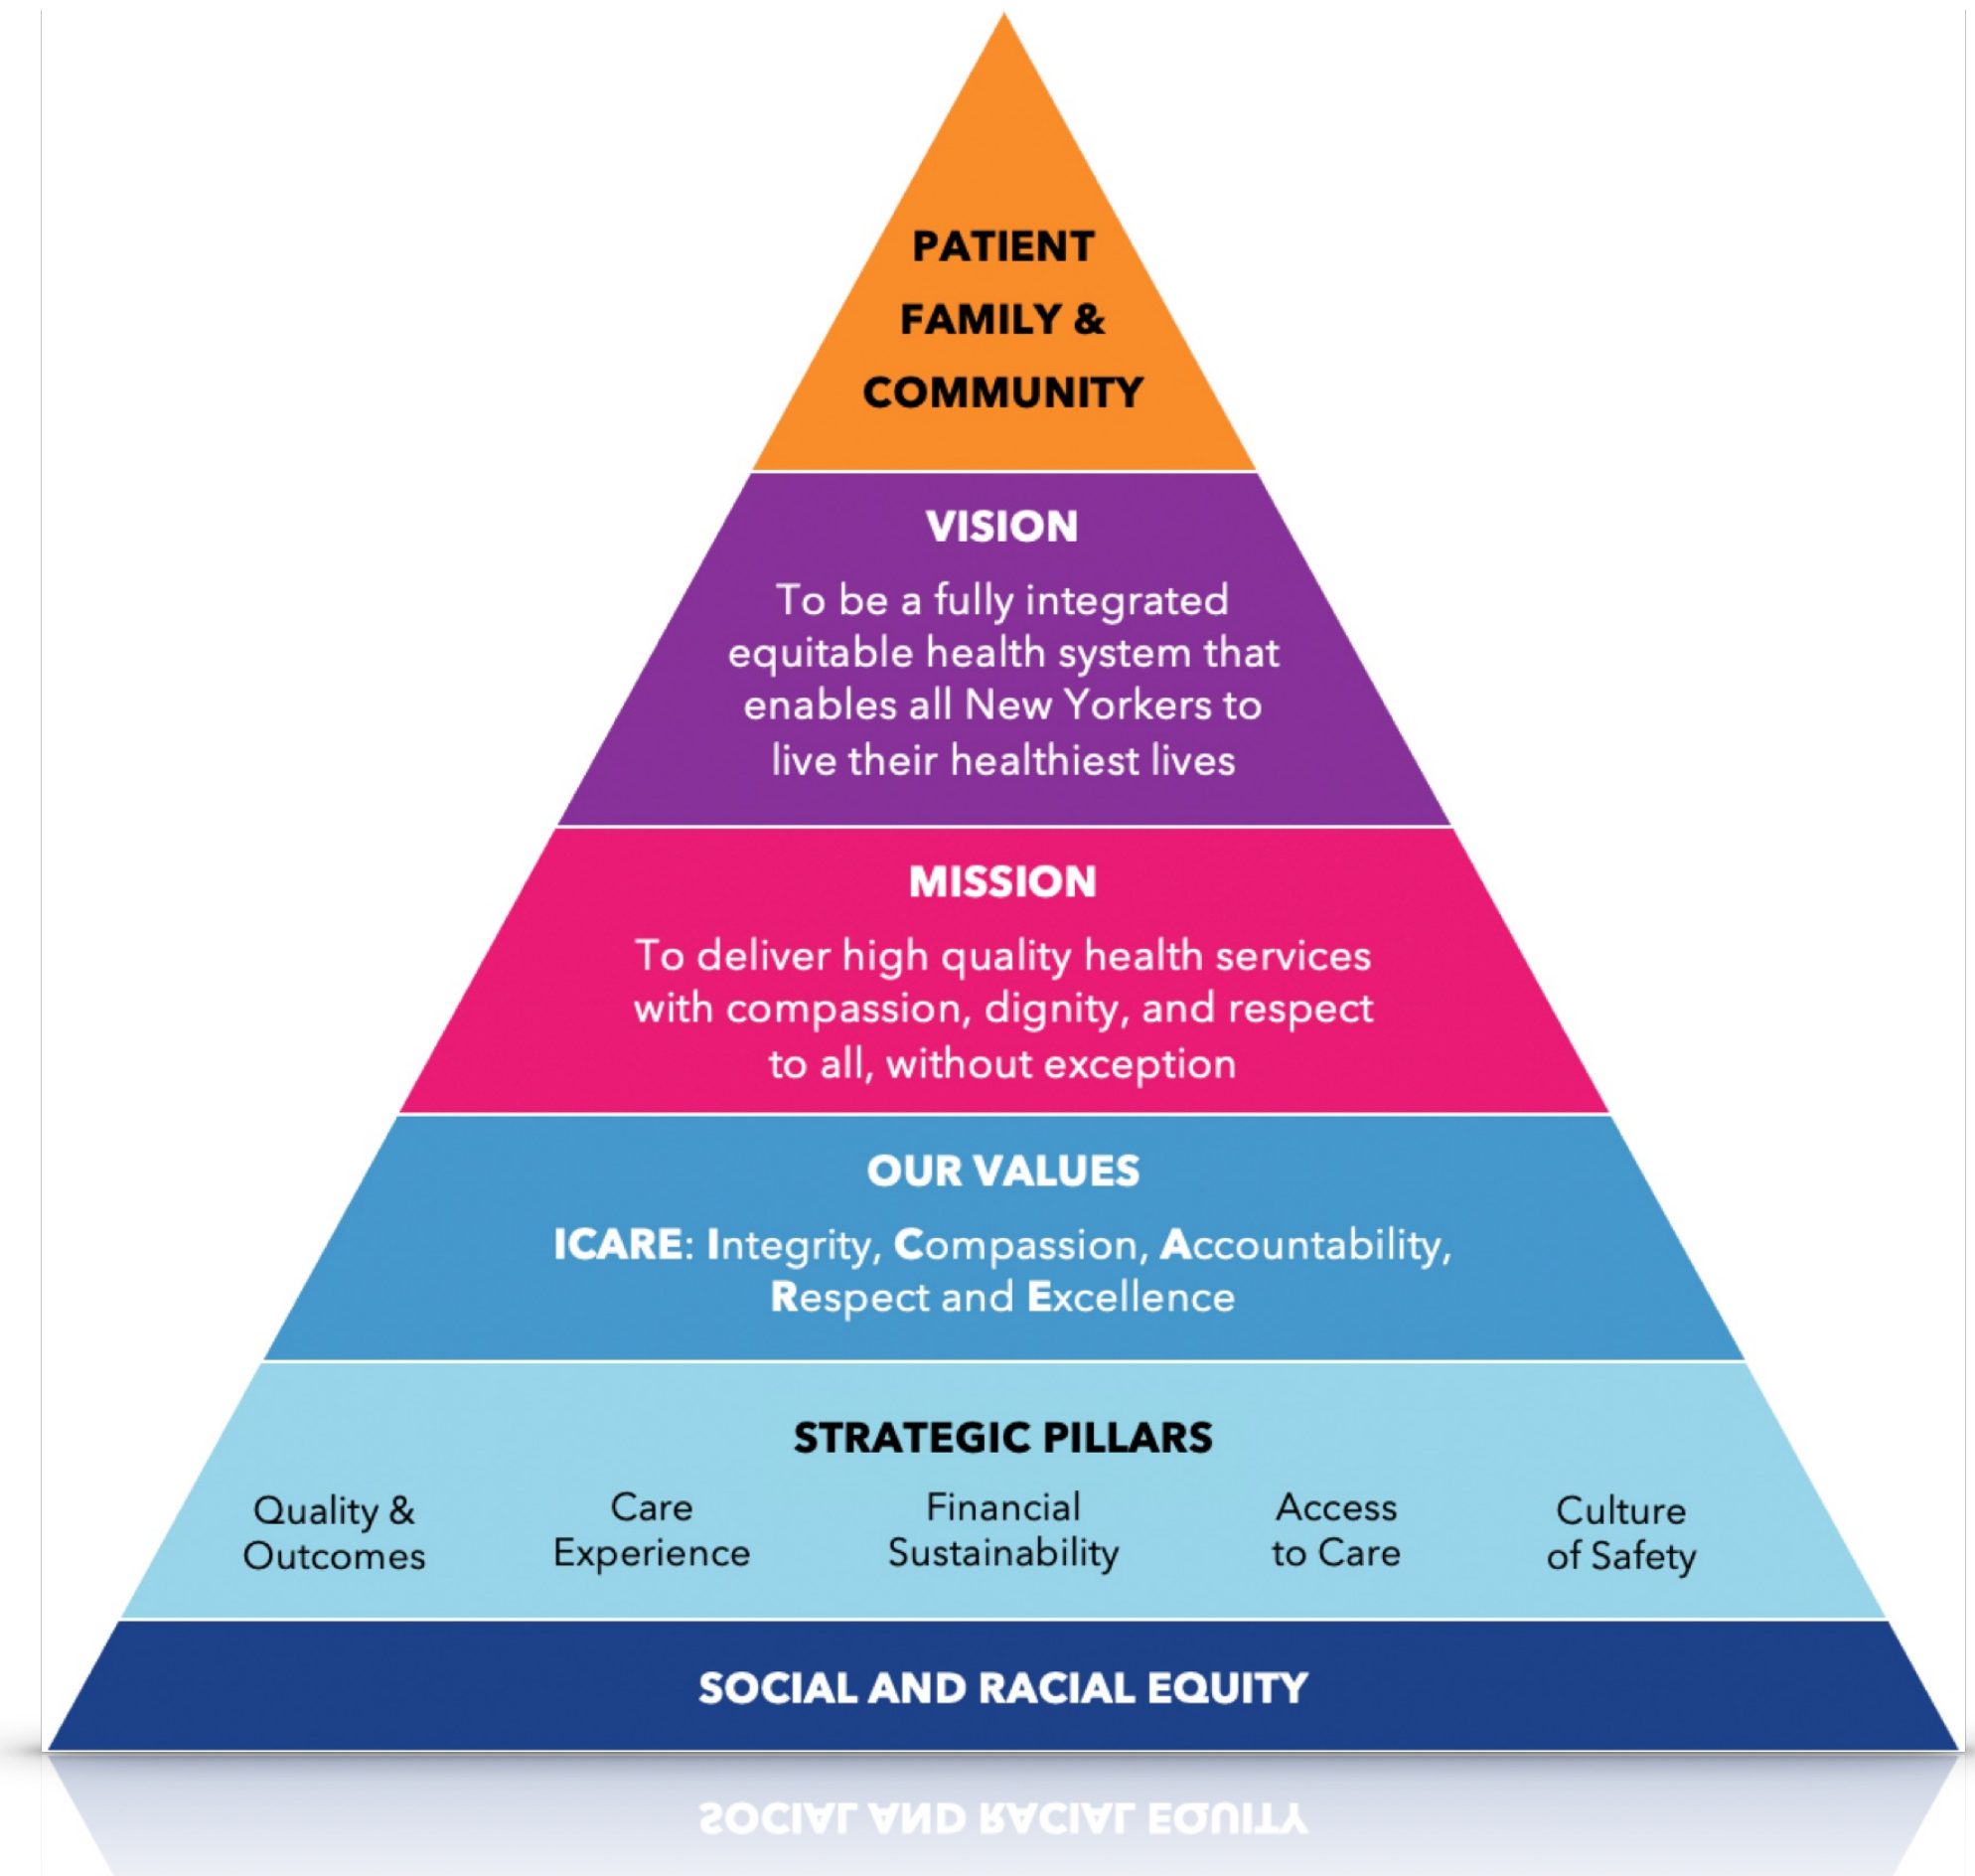 PATIENT
FAMILY &
COMMUNITY
VISION
To be a fully integrated
equitable health system that
enables all New Yorkers to
live their healthiest lives
MISSION
To deliver high quality health services
with compassion, dignity, and respect
to all, without exception
OUR VALUES
ICARE: Integrity, Compassion, Accountability,
Respect and Excellence
STRATEGIC PILLARS
Quality &
Outcomes
Care
Experience
Financial
Sustainability
Access
to Care
Culture
of Safety
SOCIAL AND RACIAL EQUITY